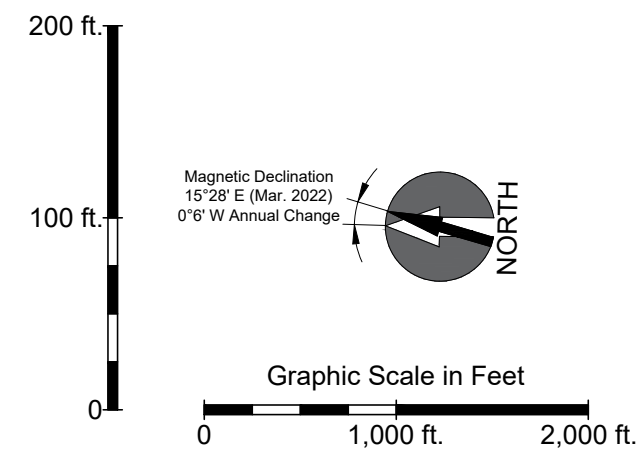 200 ft.
100 ft.
0
Magnetic Declination
15°28' E (Mar. 2022)
0°6' W Annual Change
NORTH
Graphic Scale in Feet
0
1,000 ft.
2,000 ft.